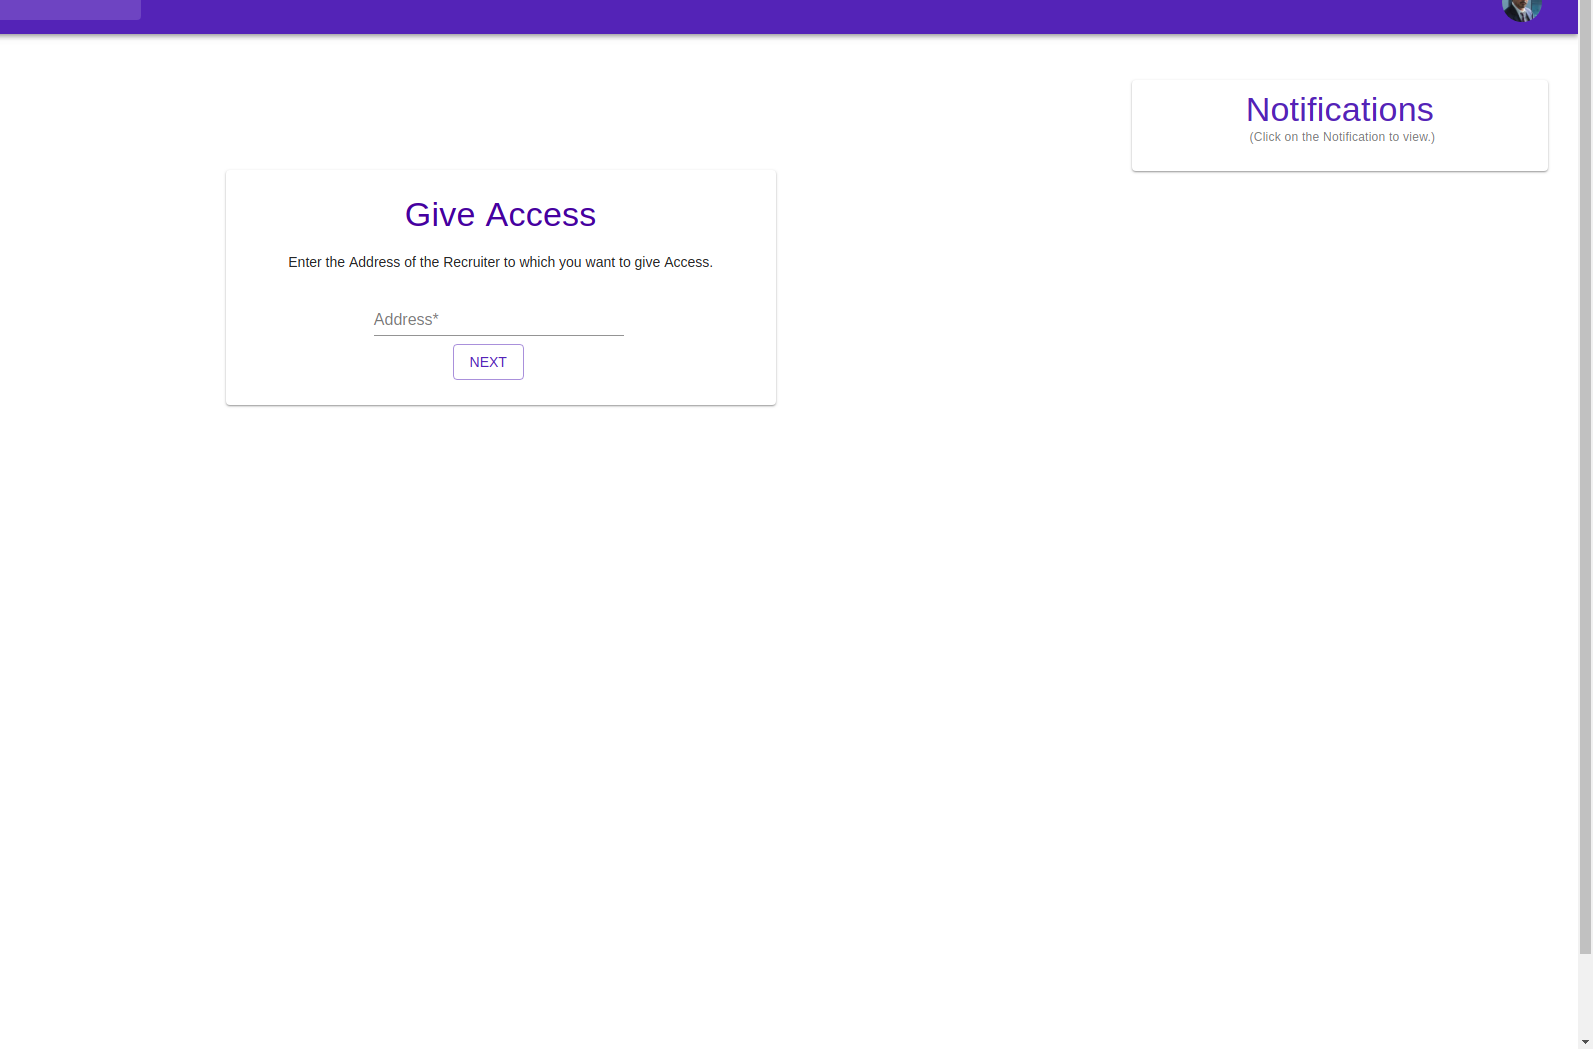 Notifications
(Click on the Notification to view.)
Give Access
Enter the Address of the Recruiter to which you want to give Access.
Address*
NEXT